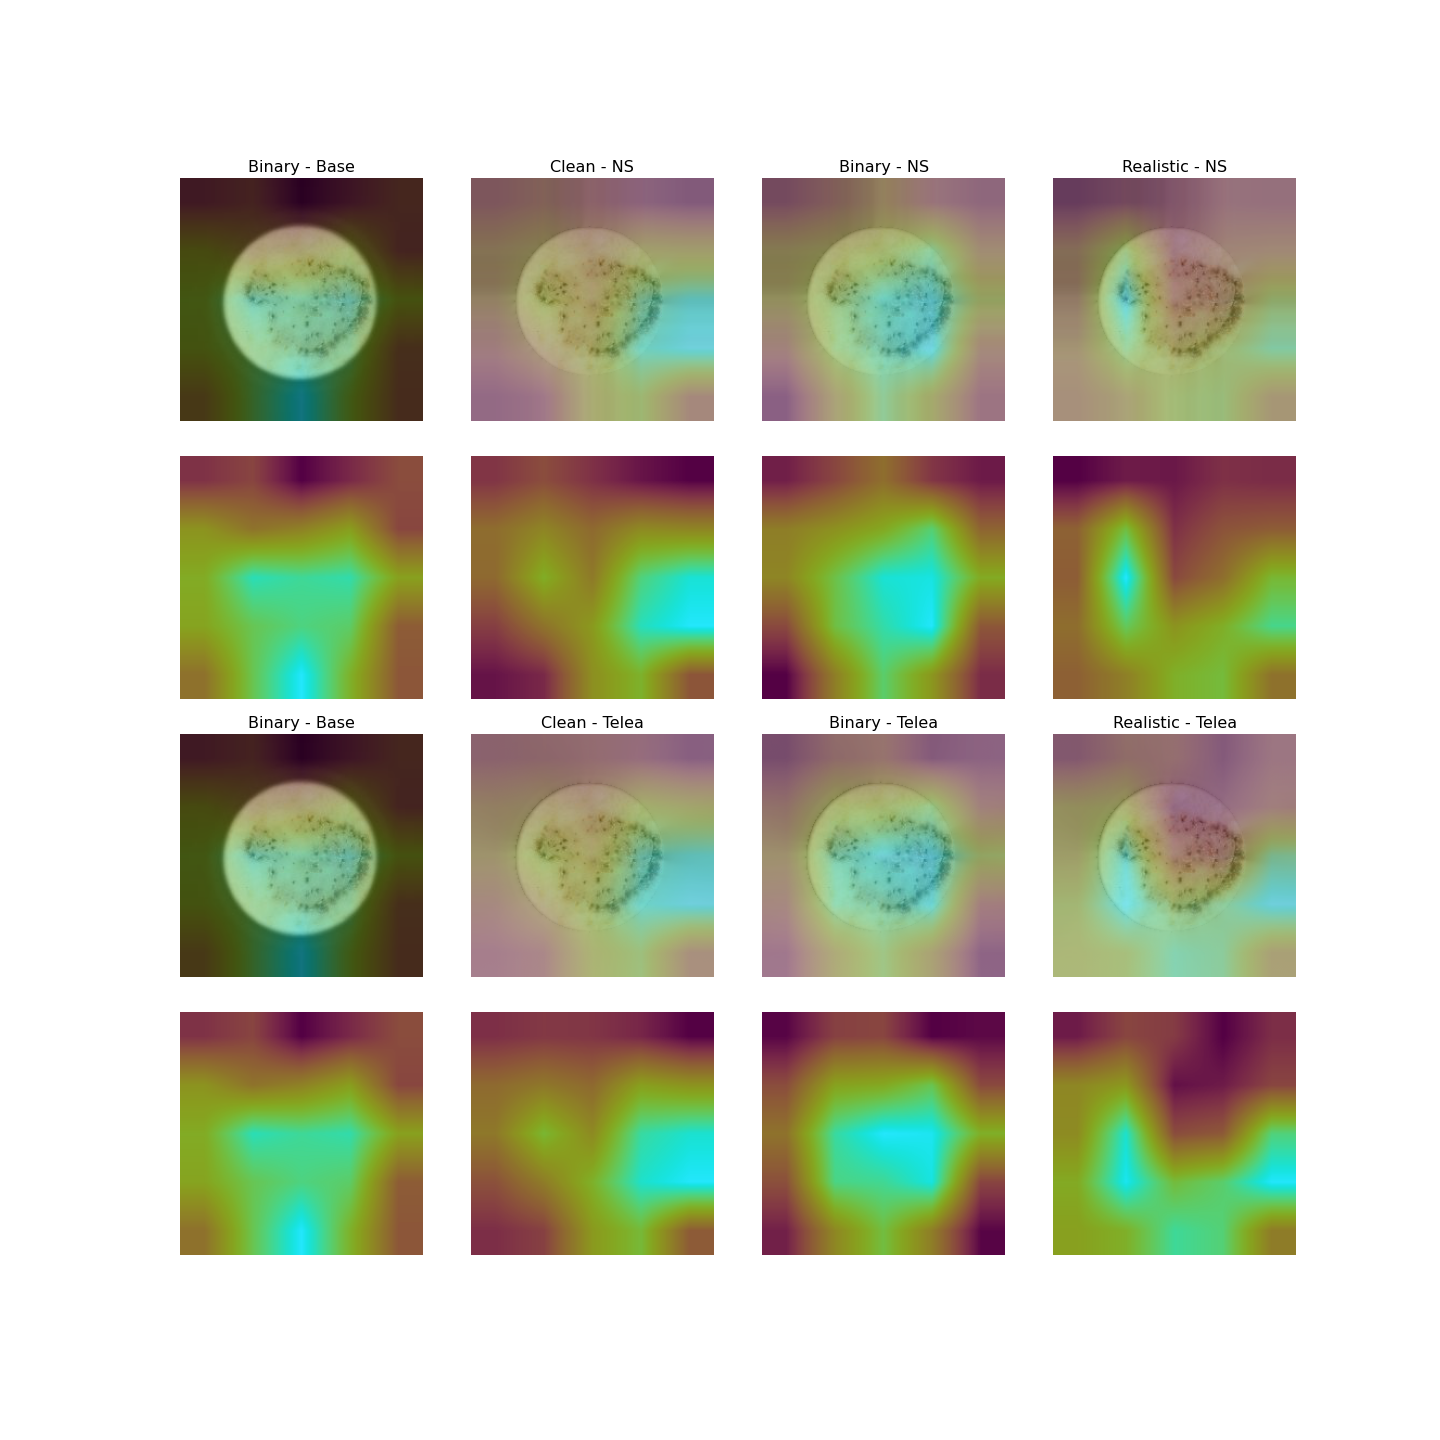 Binary - Base
Clean - NS
Binary - NS
Realistic - NS
Binary - Base
Clean - Telea
Binary - Telea
Realistic - Telea